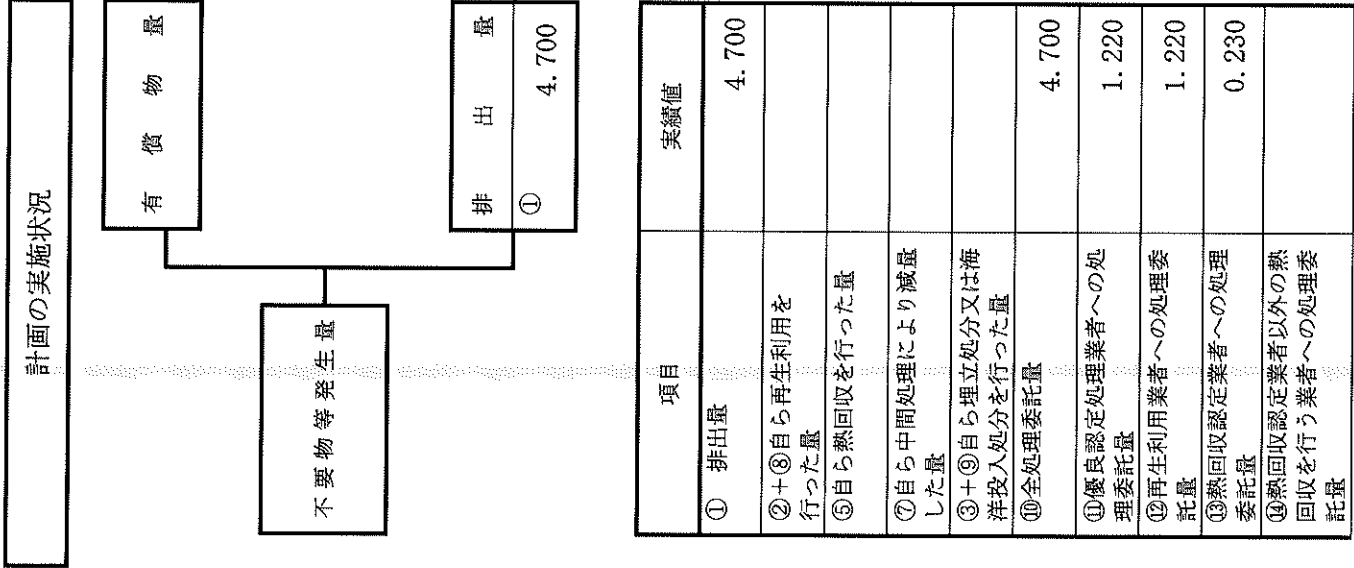 計画の実施状況
有償物量
不要物等発生量
排出量
① 4.700
項目 実績値
① 排出量 4.700
②+⑧自ら再生利用を
行った量
⑤自ら熱回収を行った量
⑦自ら中間処理により減量
した量
③+⑨自ら埋立処分又は海
洋投入処分を行った量
⑩全処理委託量 4.700
⑪優良認定処理業者への処
理委託量 1.220
⑫再生利用業者への処理委
託量 1.220
⑬熱回収認定業者への処理
委託量 0.230
⑭熱回収認定業者以外の熱
回収を行う業者への処理委
託量